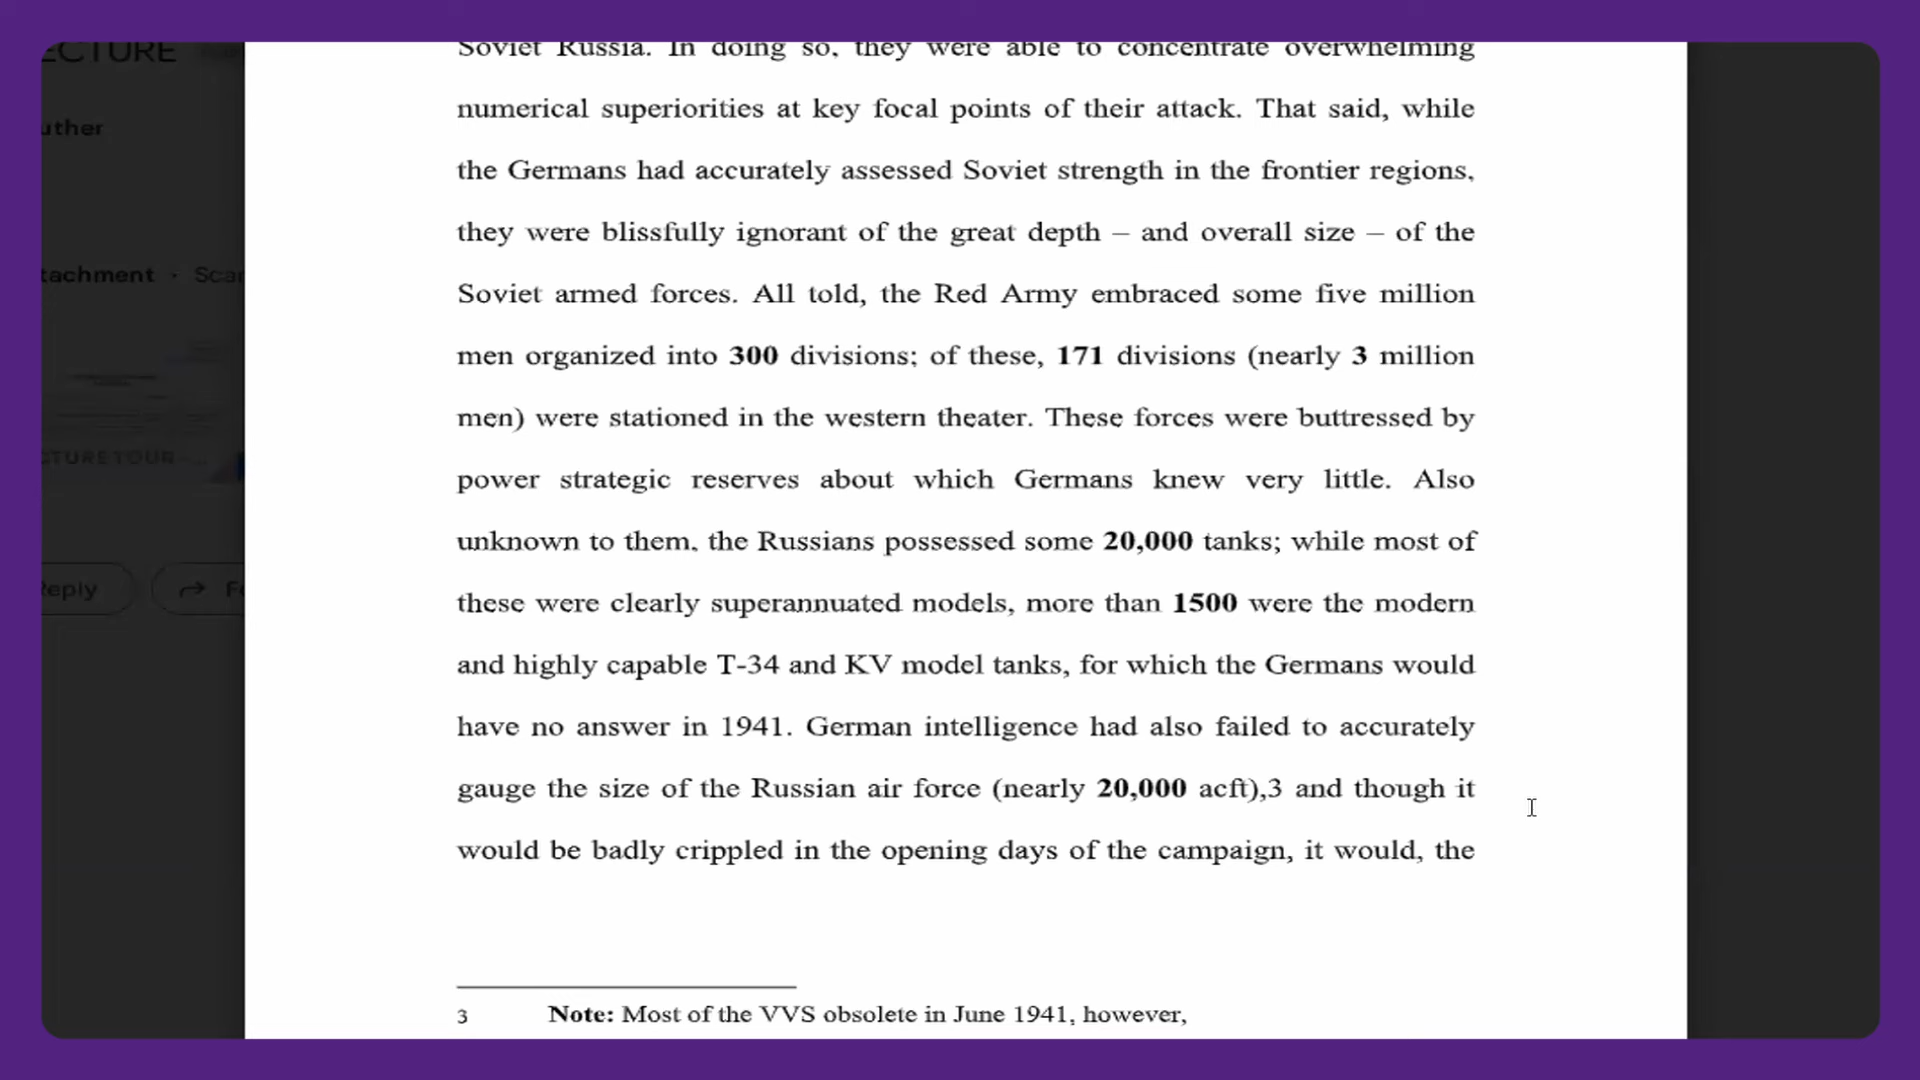 ECTURE
uther
tachment · Scan
CTURE TOUR -...
eply
Soviet Russia. In doing so, they were able to concentrate overwhelming
numerical superiorities at key focal points of their attack. That said, while
the Germans had accurately assessed Soviet strength in the frontier regions,
they were blissfully ignorant of the great depth – and overall size – of the
Soviet armed forces. All told, the Red Army embraced some five million
men organized into 300 divisions; of these, 171 divisions (nearly 3 million
men) were stationed in the western theater. These forces were buttressed by
power strategic reserves about which Germans knew very little. Also
unknown to them, the Russians possessed some 20,000 tanks; while most of
these were clearly superannuated models, more than 1500 were the modern
and highly capable T-34 and KV model tanks, for which the Germans would
have no answer in 1941. German intelligence had also failed to accurately
gauge the size of the Russian air force (nearly 20,000 acft),3 and though it
would be badly crippled in the opening days of the campaign, it would, the
3 Note: Most of the VVS obsolete in June 1941, however,